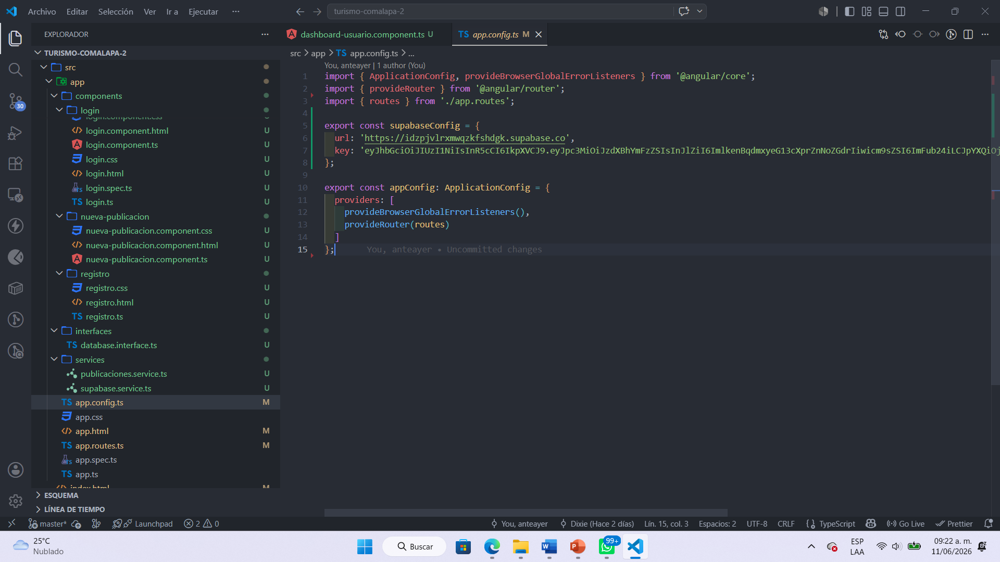 Archivo Editar Selección Ver Ir a Ejecutar ···
turismo-comalapa-2
EXPLORADOR
TURISMO-COMALAPA-2
src
app
components
login
login.component.css
login.component.html U
login.component.ts U
login.css U
login.html U
login.spec.ts U
TS login.ts U
nueva-publicacion
nueva-publicacion.component.css U
nueva-publicacion.component.html U
nueva-publicacion.component.ts U
registro
registro.css U
registro.html U
TS registro.ts U
interfaces
TS database.interface.ts U
services
publicaciones.service.ts U
supabase.service.ts U
TS app.config.ts M
app.css
app.html M
TS app.routes.ts M
app.spec.ts
TS app.ts
index.html M
ESQUEMA
LÍNEA DE TIEMPO
30
dashboard-usuario.component.ts U
TS app.config.ts M
src > app > TS app.config.ts > ...
You, anteayer | 1 author (You)
1 import { ApplicationConfig, provideBrowserGlobalErrorListeners } from '@angular/core';
2 import { provideRouter } from '@angular/router';
3 import { routes } from './app.routes';
4
5 export const supabaseConfig = {
6 url: 'https://idzpjvlrxmwqzkfshdgk.supabase.co',
7 key: 'eyJhbGciOiJIUzI1NiIsInR5cCI6IkpXVCJ9.eyJpc3MiOiJzdXBhYmFzZSIsInJlZiI6ImlkenBqdmxyeG13cXprZnNoZGdrIiwicm9sZSI6ImFub24iLCJpYXQiOj
8 };
9
10 export const appConfig: ApplicationConfig = {
11 providers: [
12 provideBrowserGlobalErrorListeners(),
13 provideRouter(routes)
14 ]
15 }; You, anteayer • Uncommitted changes
master* Launchpad 2 0
You, anteayer Dixie (Hace 2 días) Lín. 15, col. 3 Espacios: 2 UTF-8 CRLF TypeScript Go Live Prettier
25°C
Nublado
Buscar
99+
ESP
LAA
09:22 a. m.
11/06/2026